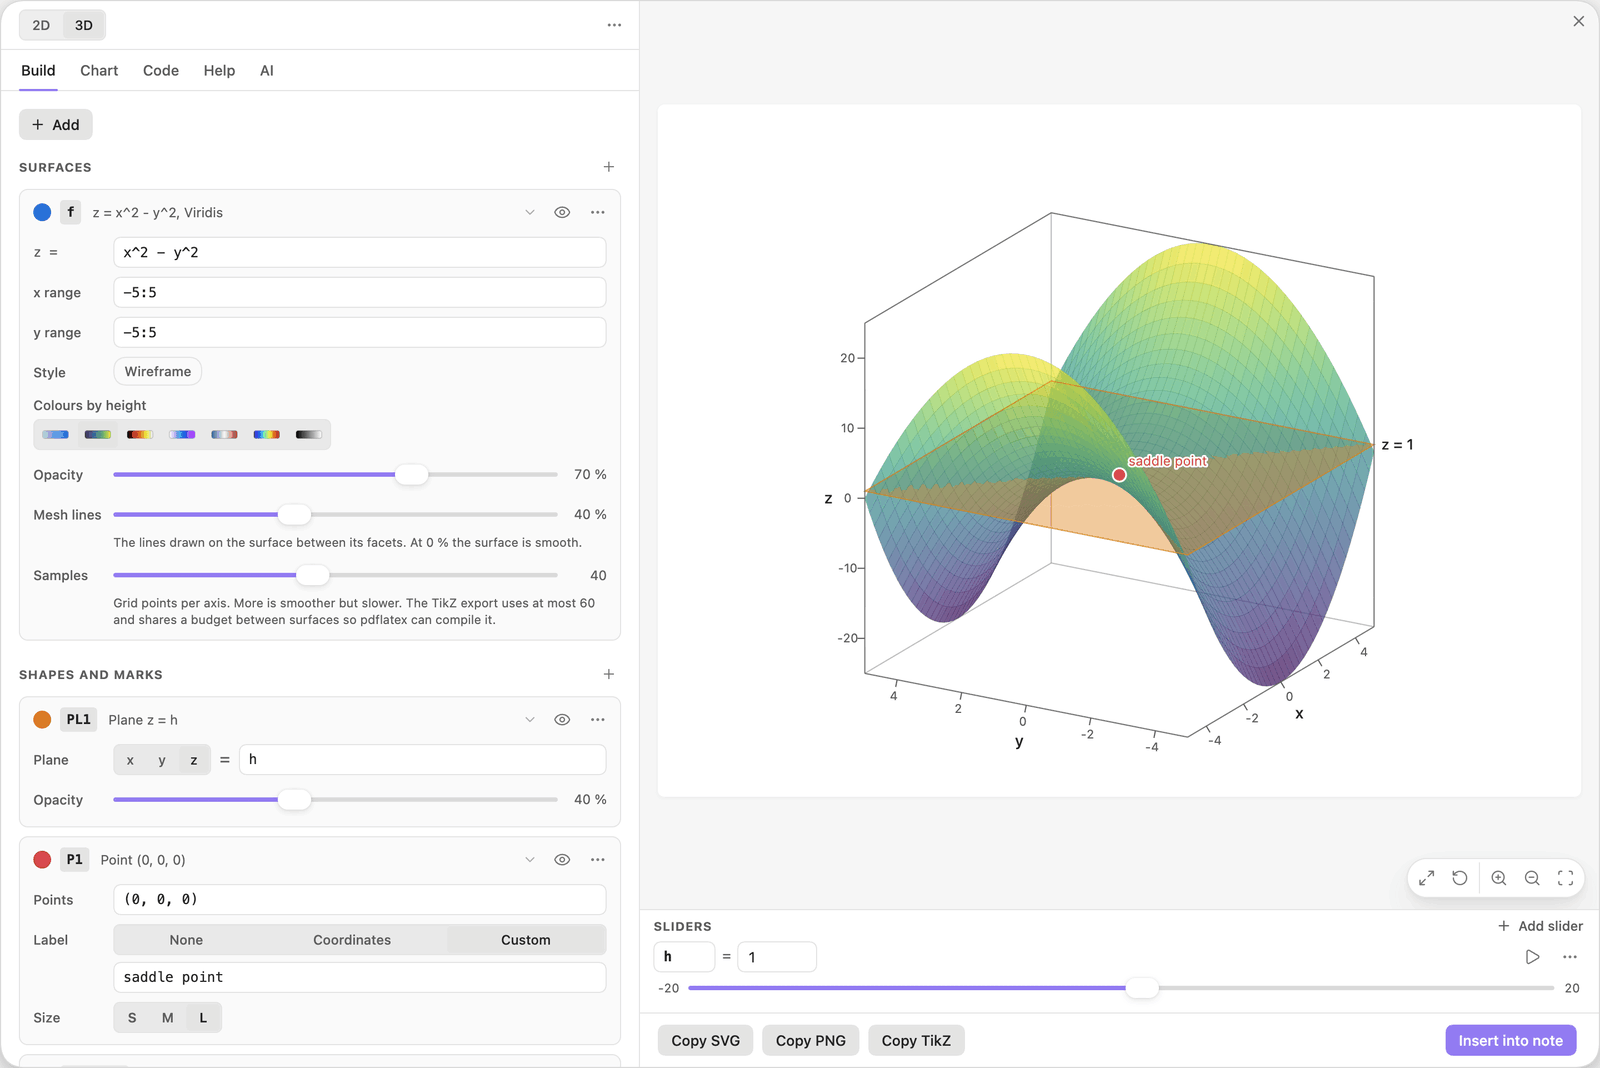 2D 3D
Build Chart Code Help AI
+ Add
SURFACES
f z = x^2 - y^2, Viridis
z = x^2 − y^2
x range −5:5
y range −5:5
Style Wireframe
Colours by height
Opacity 70 %
Mesh lines 40 %
The lines drawn on the surface between its facets. At 0 % the surface is smooth.
Samples 40
Grid points per axis. More is smoother but slower. The TikZ export uses at most 60
and shares a budget between surfaces so pdflatex can compile it.
SHAPES AND MARKS
PL1 Plane z = h
Plane x y z = h
Opacity 40 %
P1 Point (0, 0, 0)
Points (0, 0, 0)
Label None Coordinates Custom
saddle point
Size S M L
20
10
z 0
-10
-20
saddle point
z = 1
4 2 0 -2 -4
y
-4 -2 0 2 4
x
SLIDERS
+ Add slider
h = 1
-20 20
Copy SVG Copy PNG Copy TikZ
Insert into note